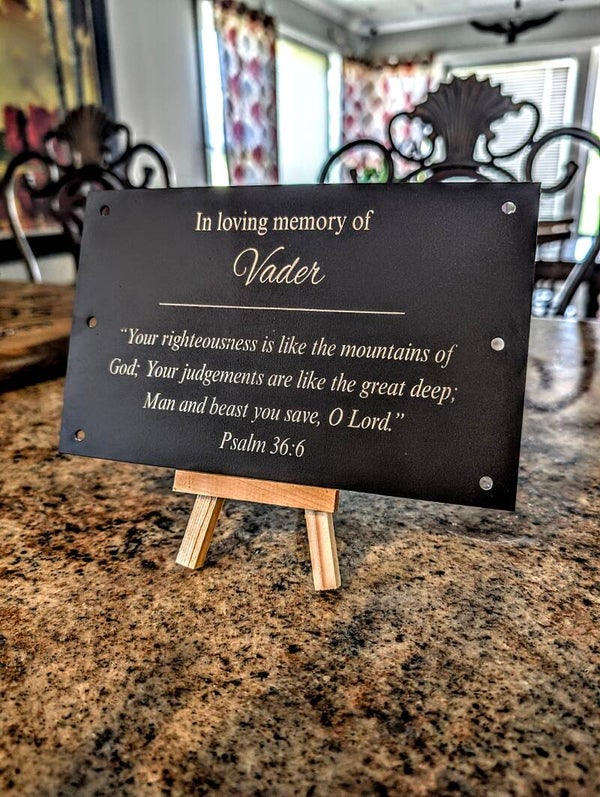 In loving memory of
Vader
“Your righteousness is like the mountains of
God; Your judgements are like the great deep;
Man and beast you save, O Lord.”
Psalm 36:6